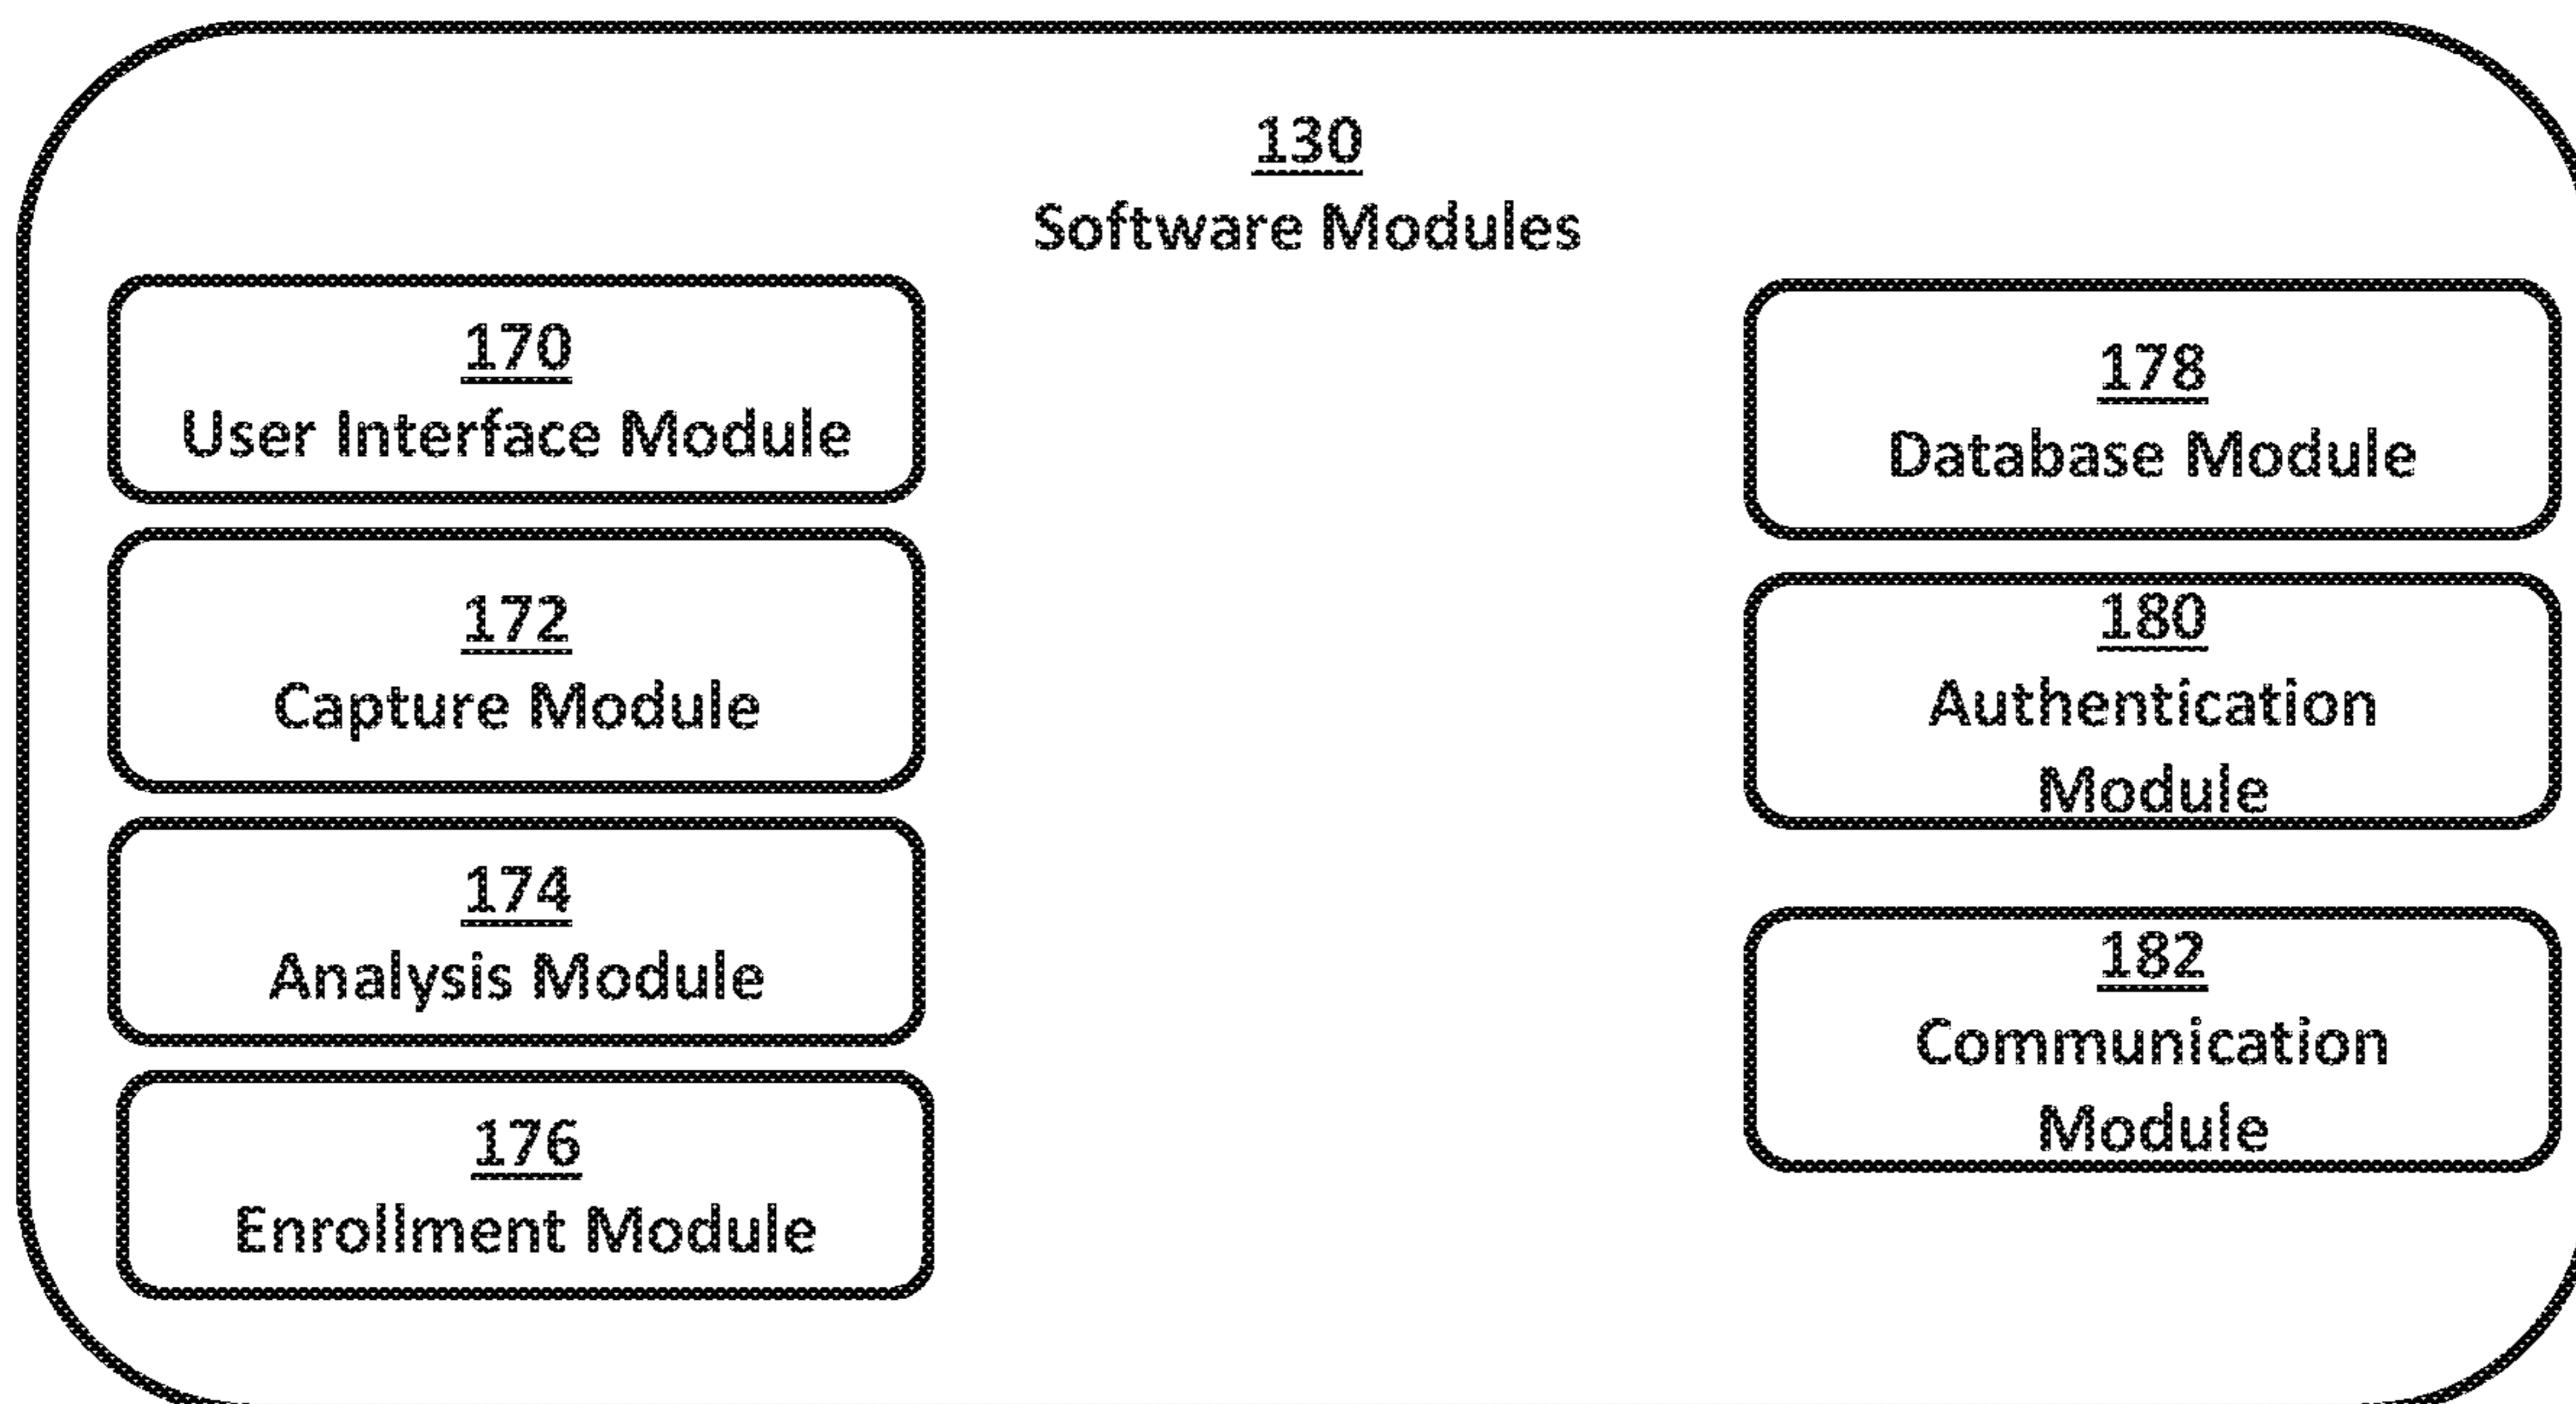 130
Software Modules
170
User Interface Module
172
Capture Module
174
Analysis Module
176
Enrollment Module
178
Database Module
180
Authentication
Module
182
Communication
Module